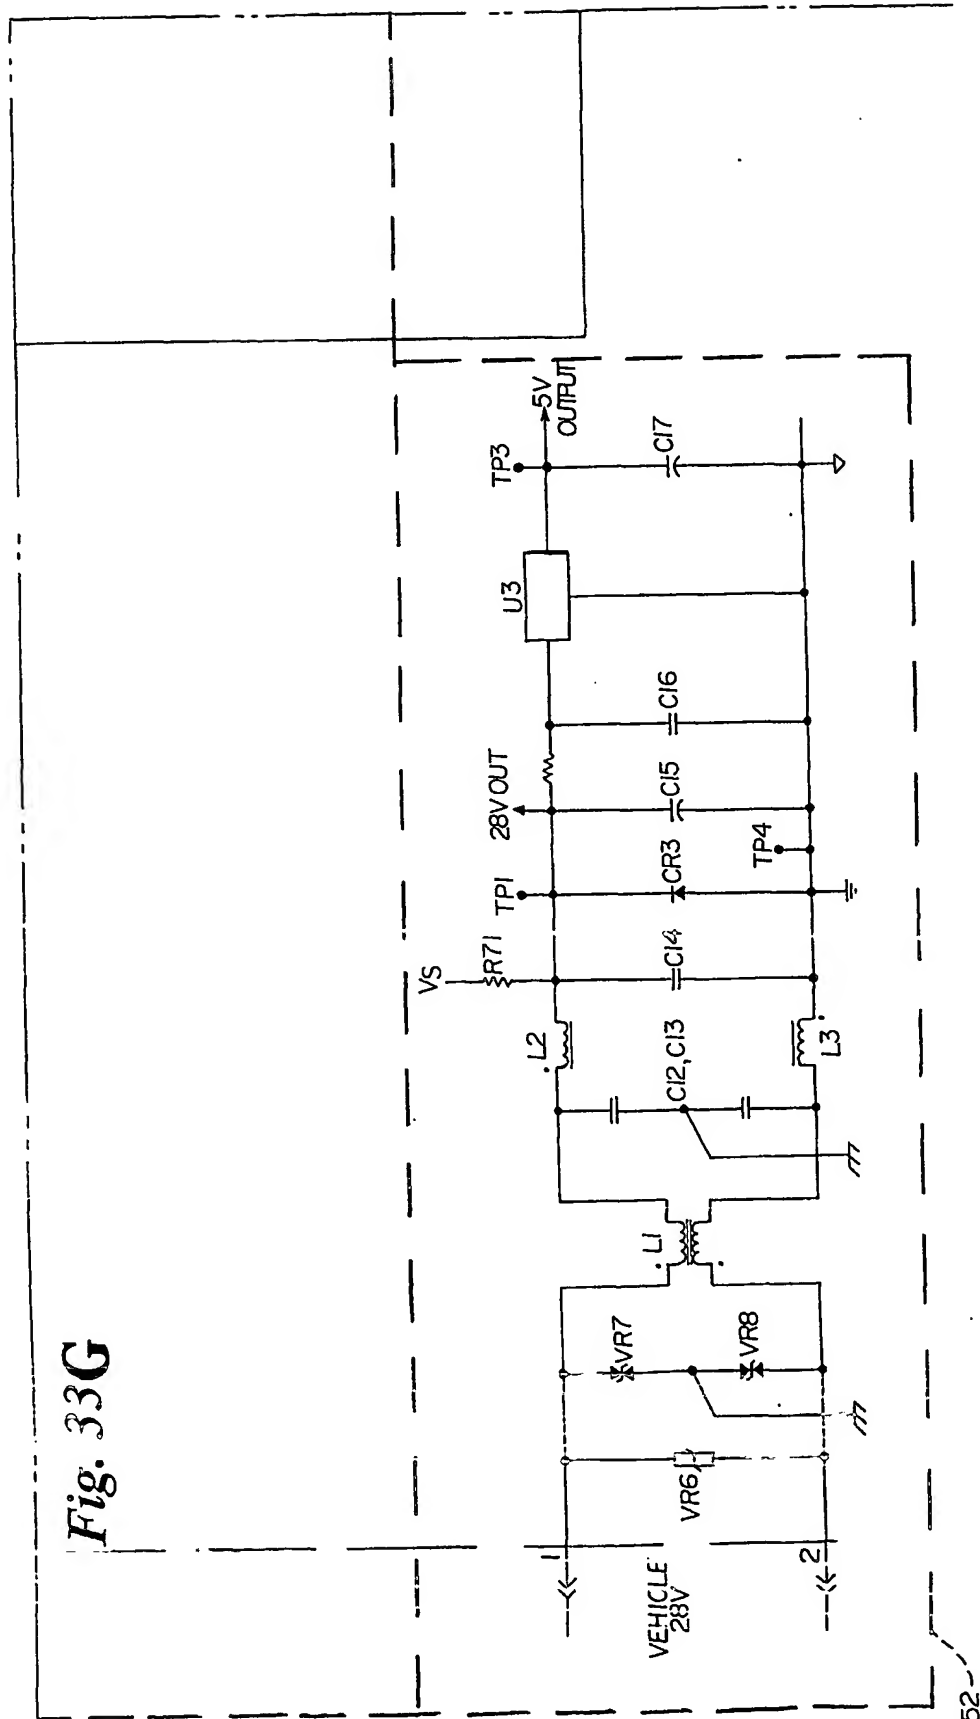 Fig. 33G
VEHICLE
28V
1
2
VR6
VR7
VR8
L1
C12,C13
L2
L3
VS
R71
C14
TP1
CR3
TP4
28V OUT
C15
C16
U3
TP3
C17
5V
OUTPUT
52